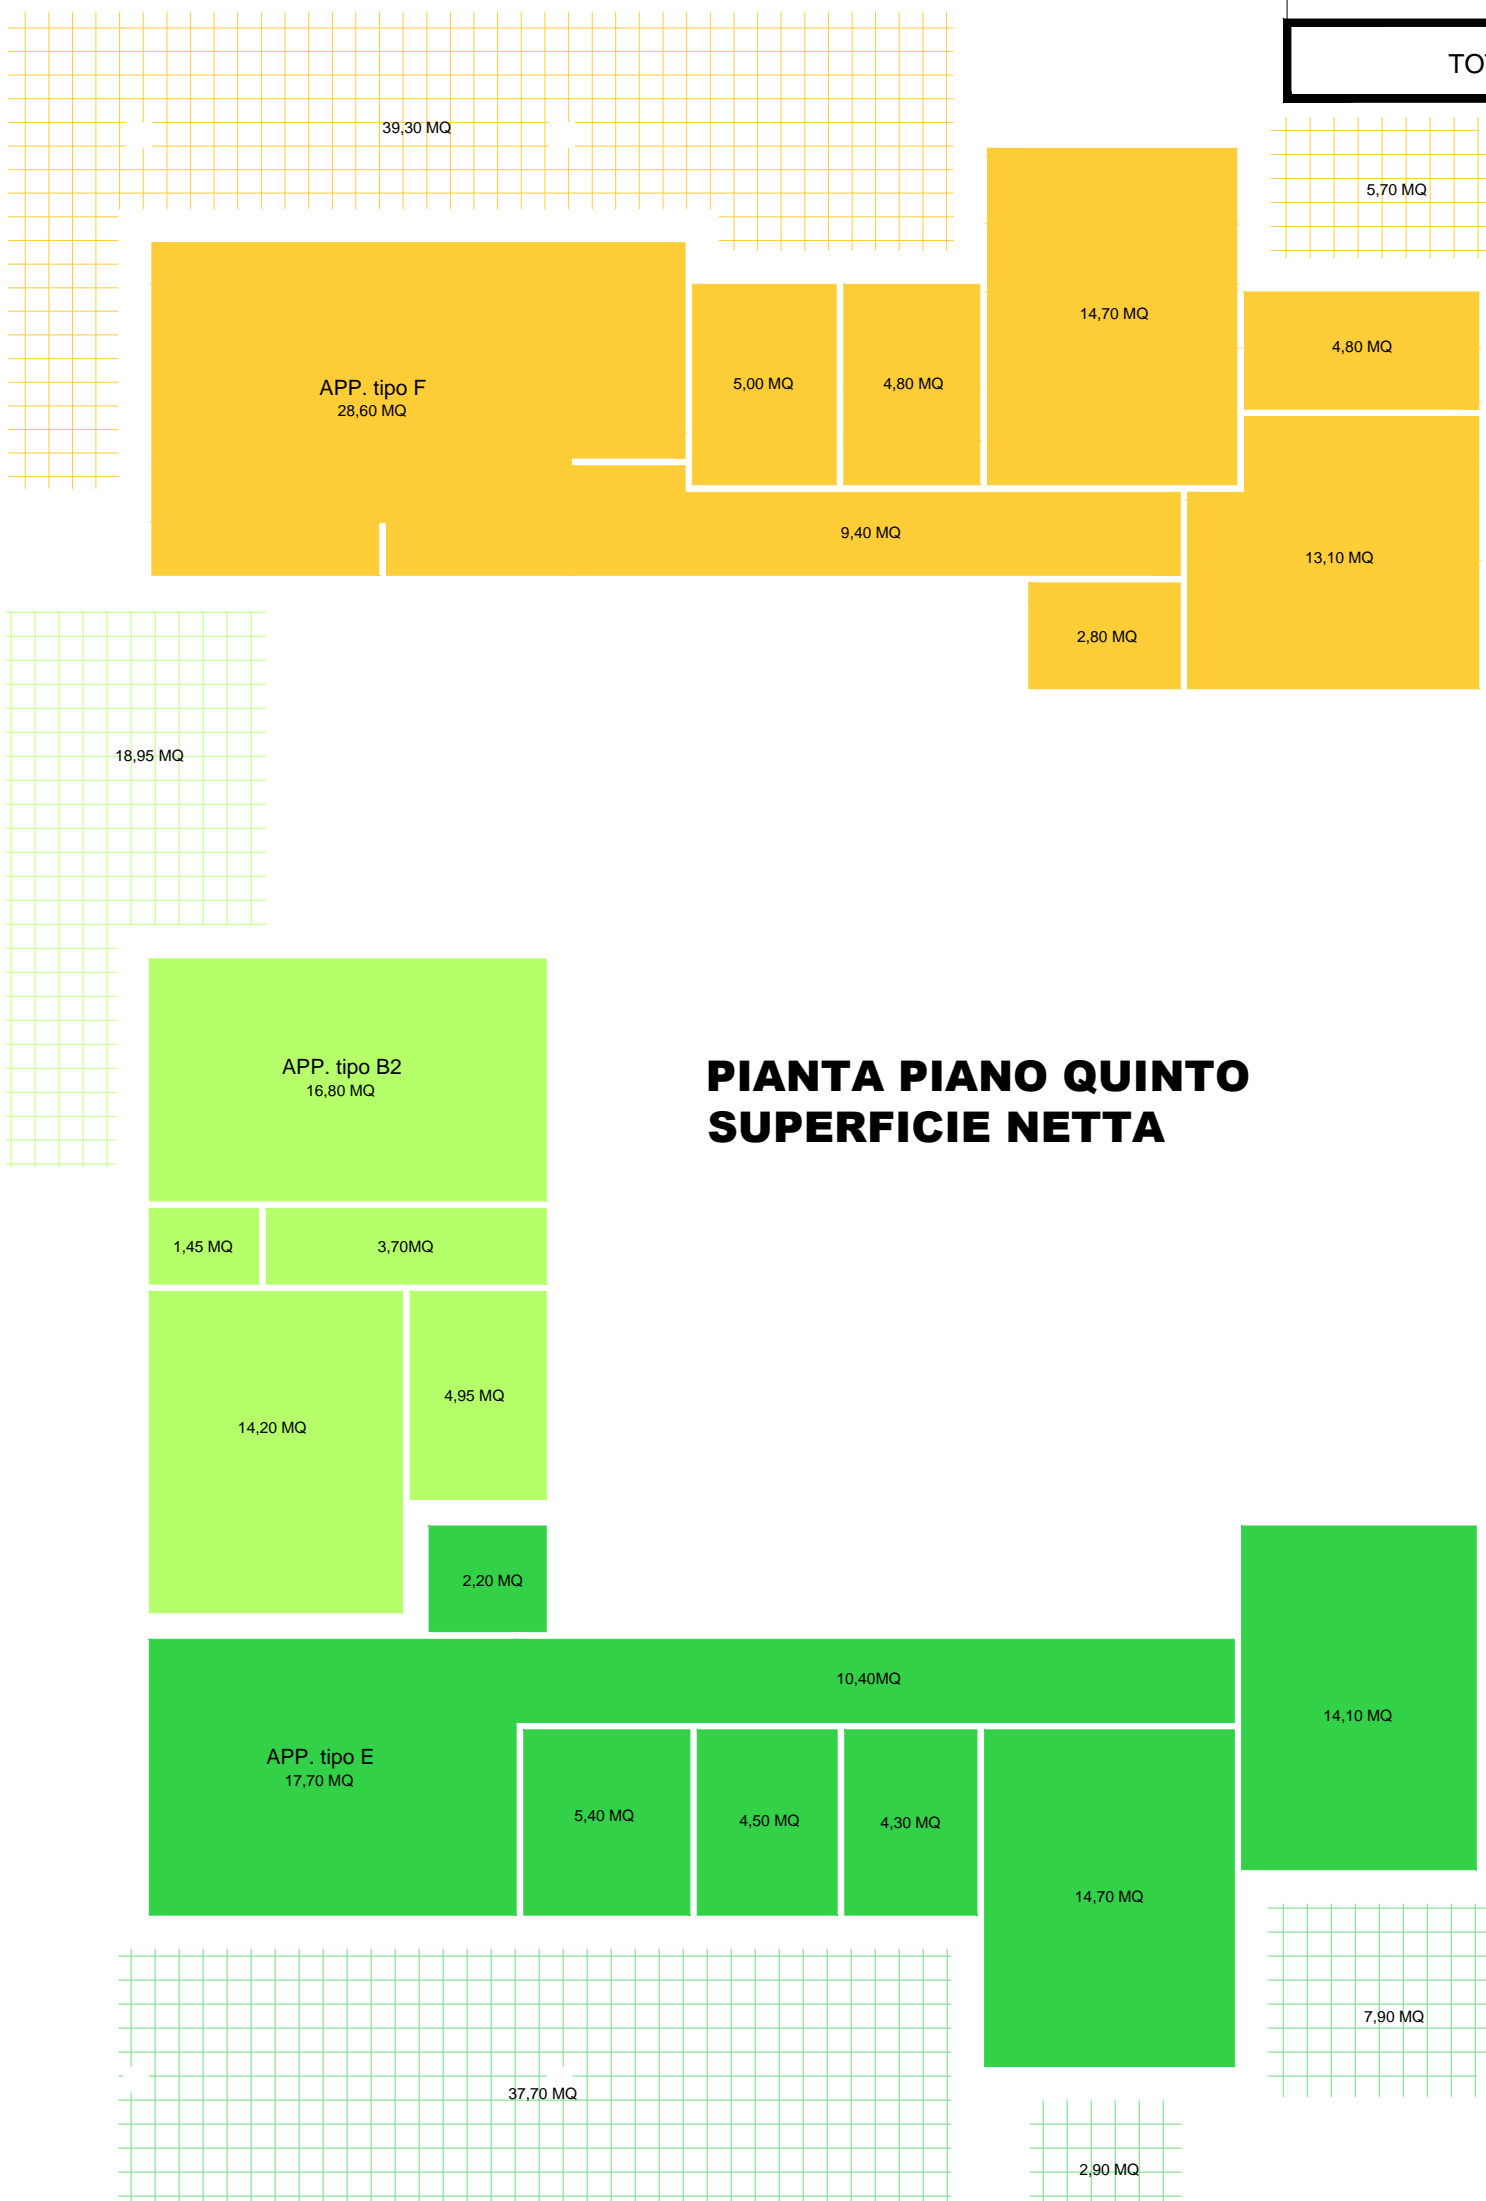 39,30 MQ
5,70 MQ
14,70 MQ
4,80 MQ
APP. tipo F
28,60 MQ
5,00 MQ
4,80 MQ
9,40 MQ
13,10 MQ
2,80 MQ
18,95 MQ
APP. tipo B2
16,80 MQ
PIANTA PIANO QUINTO
SUPERFICIE NETTA
1,45 MQ
3,70MQ
4,95 MQ
14,20 MQ
2,20 MQ
10,40MQ
14,10 MQ
APP. tipo E
17,70 MQ
5,40 MQ
4,50 MQ
4,30 MQ
14,70 MQ
7,90 MQ
37,70 MQ
2,90 MQ